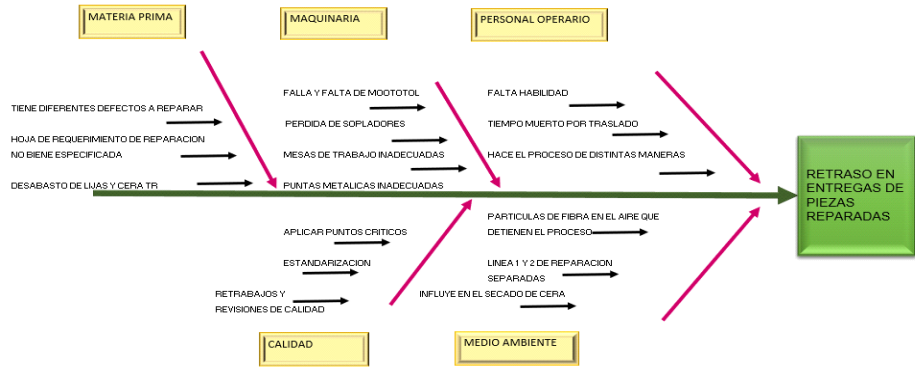 MATERIA PRIMA
MAQUINARIA
PERSONAL OPERARIO
TIENE DIFERENTES DEFECTOS A REPARAR
HOJA DE REQUERIMIENTO DE REPARACION
NO BIENE ESPECIFICADA
DESABASTO DE LIJAS Y CERA TR
FALLA Y FALTA DE MOOTOTOL
PERDIDA DE SOPLADORES
MESAS DE TRABAJO INADECUADAS
PUNTAS METALICAS INADECUADAS
FALTA HABILIDAD
TIEMPO MUERTO POR TRASLADO
HACE EL PROCESO DE DISTINTAS MANERAS
RETRASO EN
ENTREGAS DE
PIEZAS
REPARADAS
APLICAR PUNTOS CRITICOS
ESTANDARIZACION
RETRABAJOS Y
REVISIONES DE CALIDAD
PARTICULAS DE FIBRA EN EL AIRE QUE
DETIENEN EL PROCESO
LINEA 1 Y 2 DE REPARACION
SEPARADAS
INFLUYE EN EL SECADO DE CERA
CALIDAD
MEDIO AMBIENTE